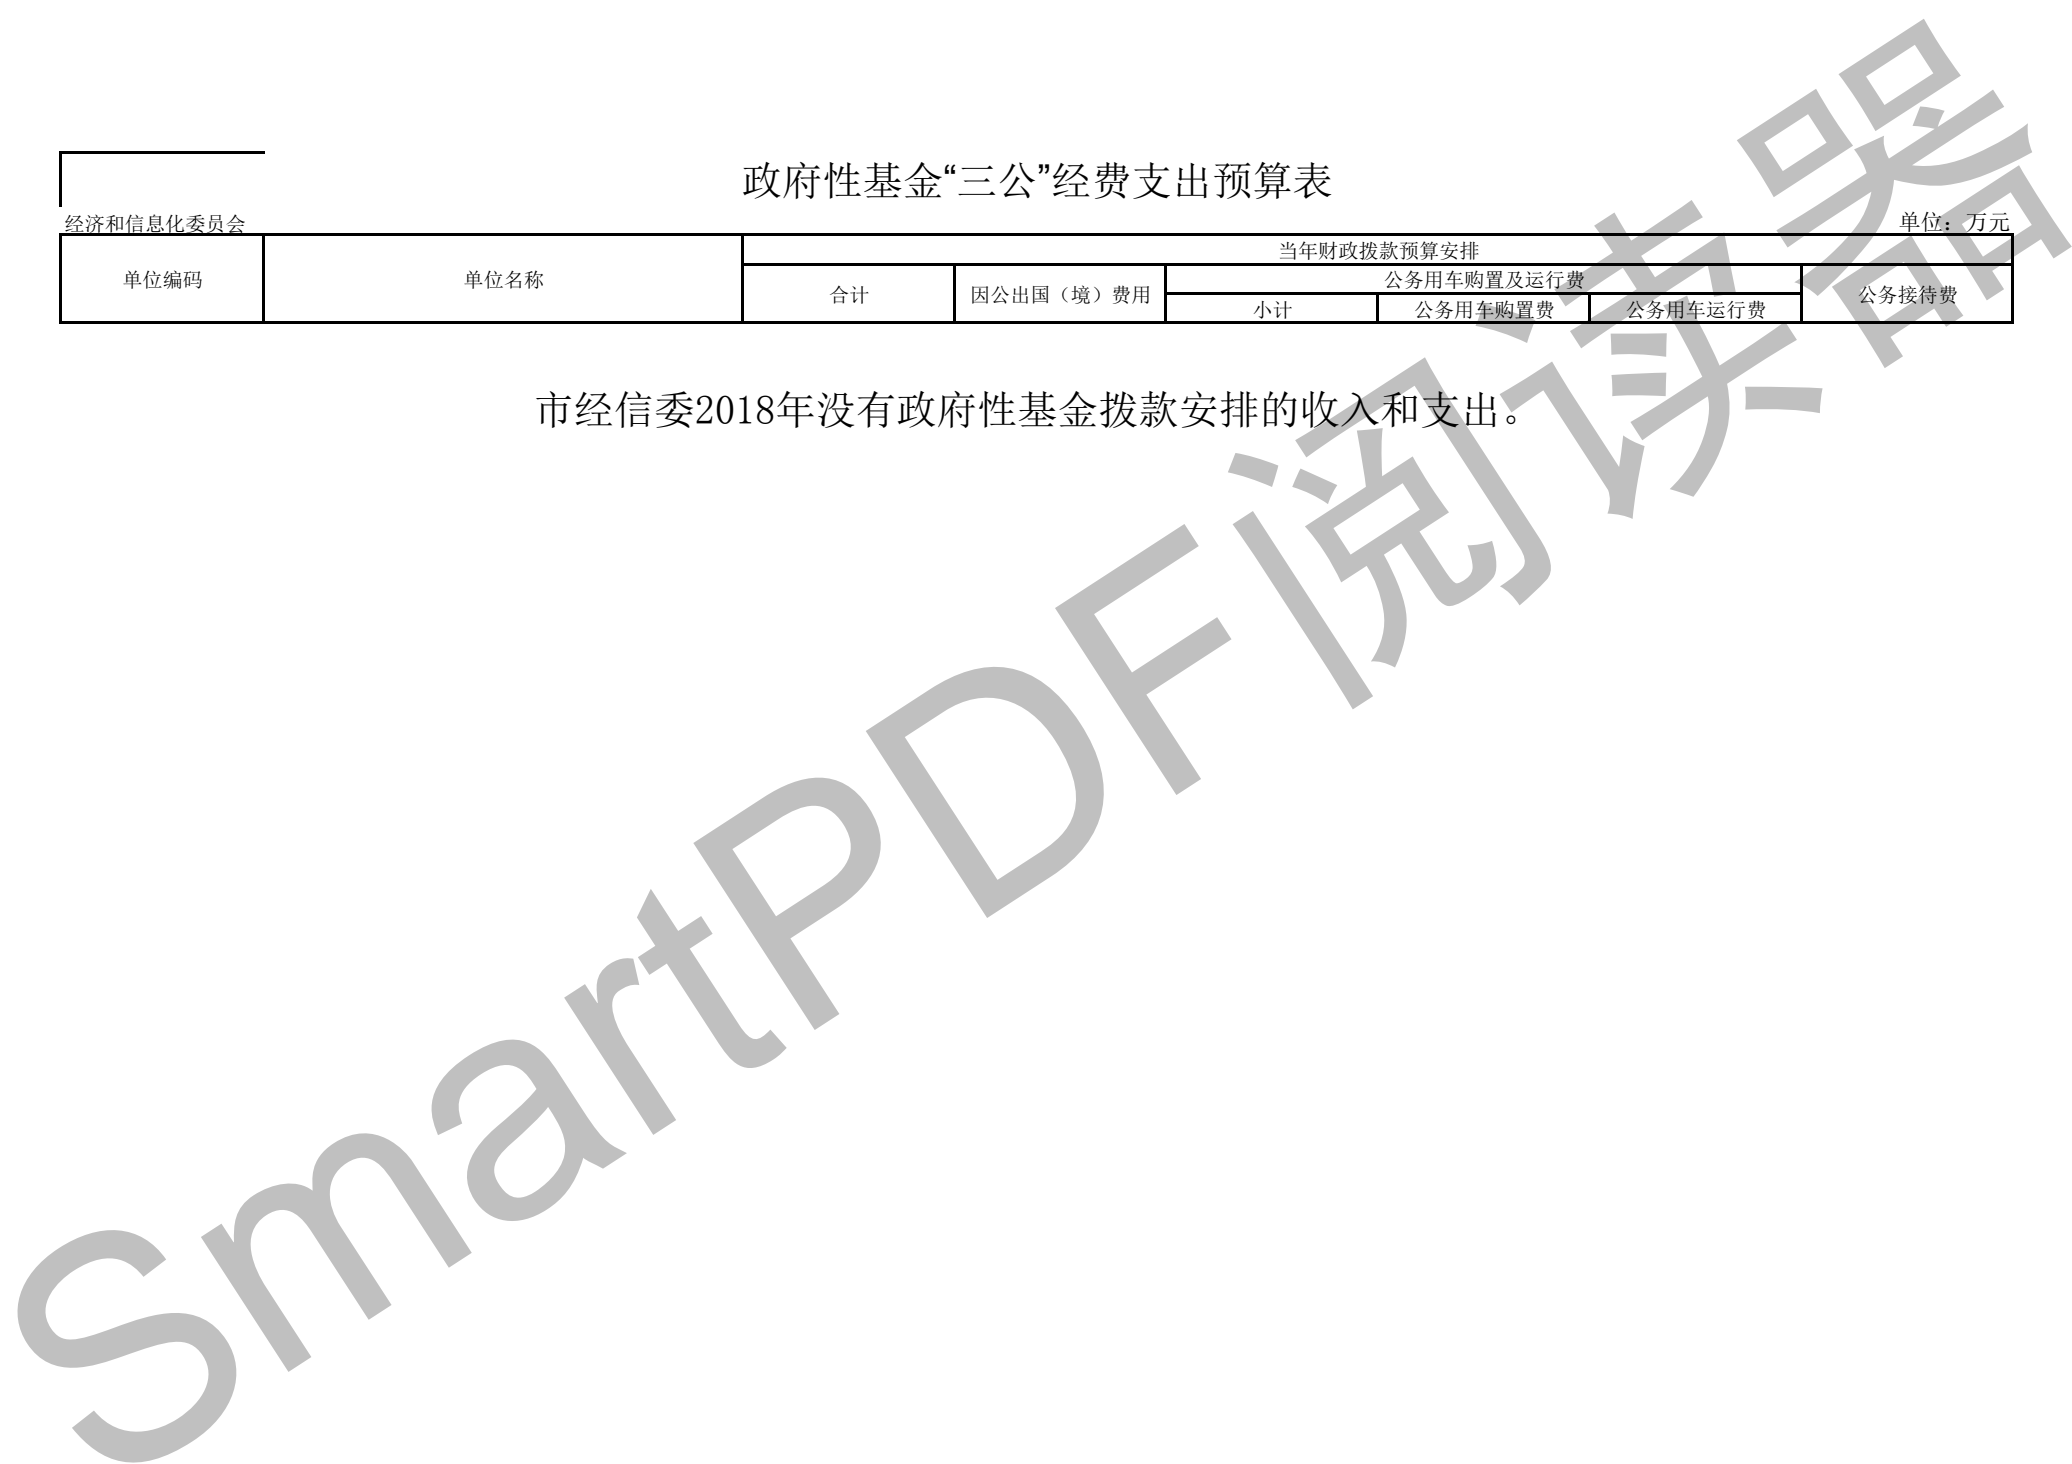 政府性基金“三公”经费支出预算表
经济和信息化委员会 单位：万元
单位编码 单位名称 当年财政拨款预算安排
合计 因公出国（境）费用 公务用车购置及运行费 公务接待费
小计 公务用车购置费 公务用车运行费
市经信委2018年没有政府性基金拨款安排的收入和支出。
SmartPDF阅读器